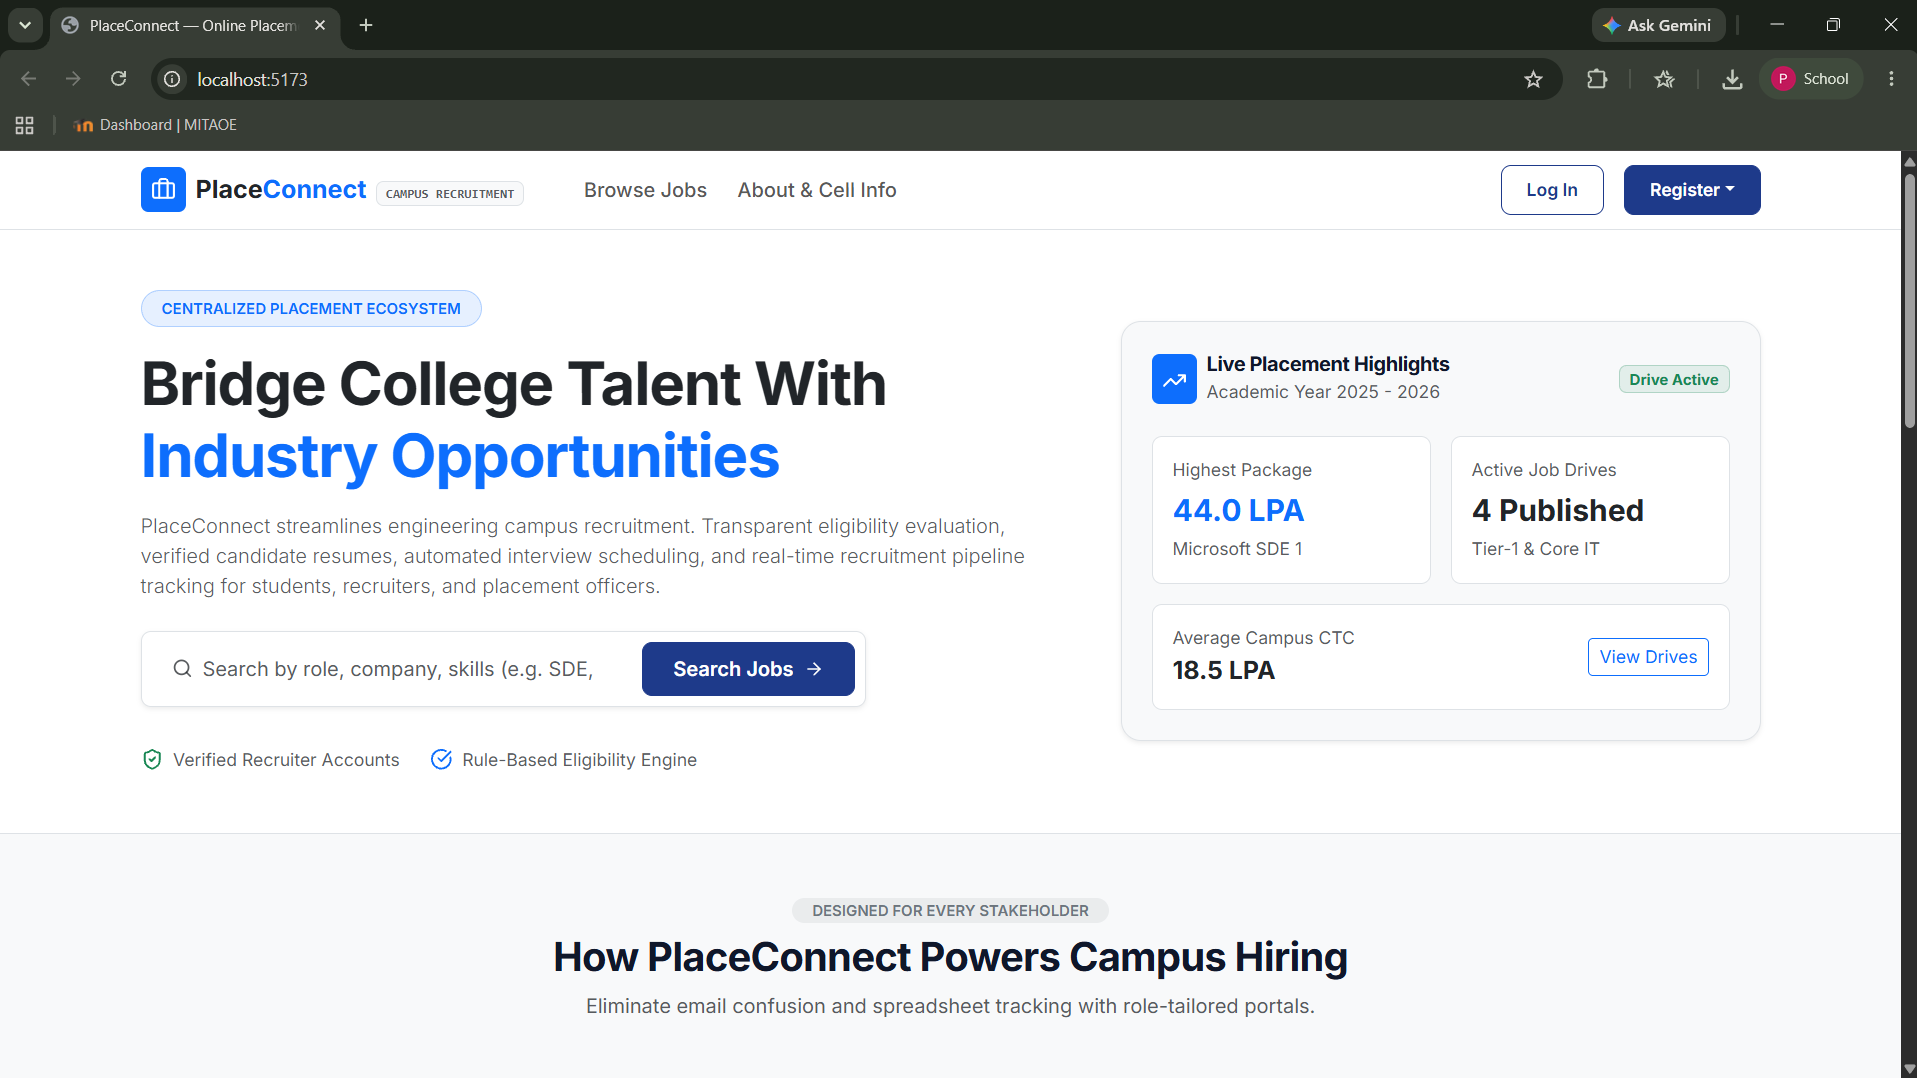 PlaceConnect — Online Placem
Ask Gemini
localhost:5173
P School
Dashboard | MITAOE
PlaceConnect CAMPUS RECRUITMENT Browse Jobs About & Cell Info Log In Register
CENTRALIZED PLACEMENT ECOSYSTEM
Bridge College Talent With
Industry Opportunities
PlaceConnect streamlines engineering campus recruitment. Transparent eligibility evaluation,
verified candidate resumes, automated interview scheduling, and real-time recruitment pipeline
tracking for students, recruiters, and placement officers.
Search by role, company, skills (e.g. SDE,
Search Jobs
Verified Recruiter Accounts
Rule-Based Eligibility Engine
Live Placement Highlights
Academic Year 2025 - 2026
Drive Active
Highest Package
44.0 LPA
Microsoft SDE 1
Active Job Drives
4 Published
Tier-1 & Core IT
Average Campus CTC
18.5 LPA
View Drives
DESIGNED FOR EVERY STAKEHOLDER
How PlaceConnect Powers Campus Hiring
Eliminate email confusion and spreadsheet tracking with role-tailored portals.